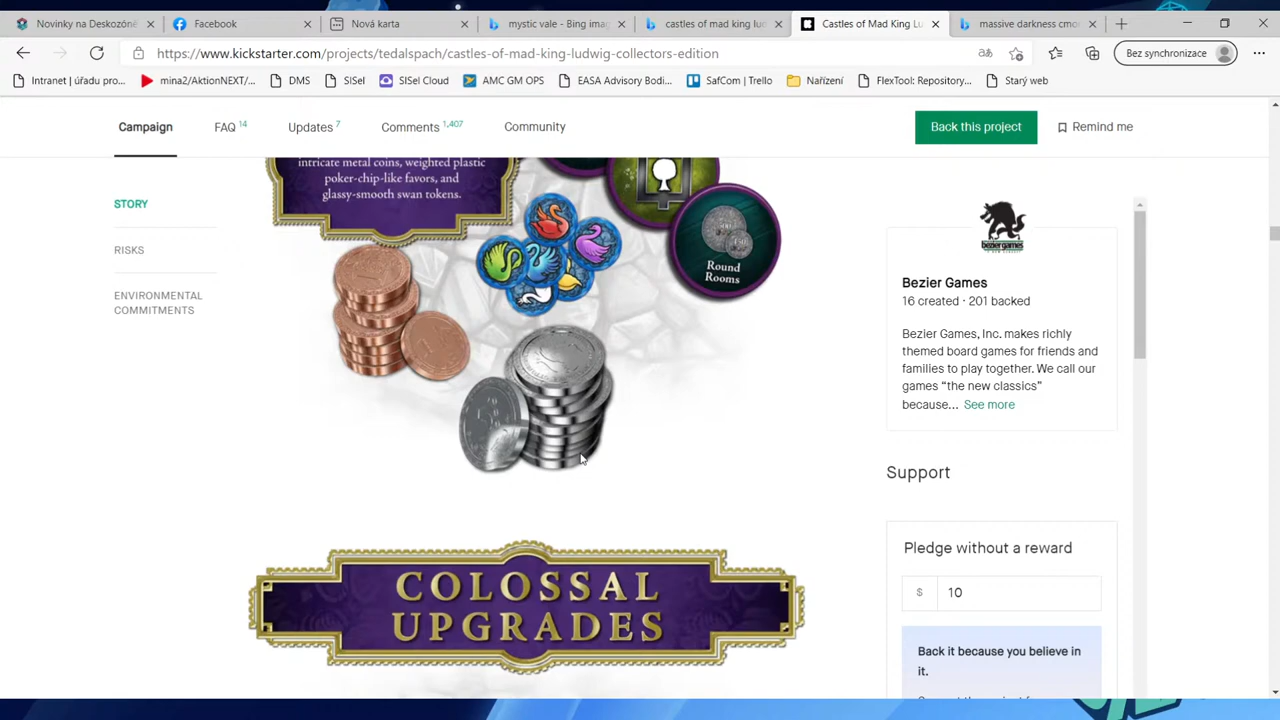 Novinky na Deskozóně
Facebook
Nová karta
mystic vale - Bing ima
castles of mad king lud
Castles of Mad King Lu
massive darkness cmo
https://www.kickstarter.com/projects/tedalspach/castles-of-mad-king-ludwig-collectors-edition
Bez synchronizace
Intranet | úřadu pro...
mina2/AktionNEXT/...
DMS
SISel
SISel Cloud
AMC GM OPS
EASA Advisory Bodi...
SafCom | Trello
Nařízení
FlexTool: Repository...
Starý web
Campaign
FAQ 14
Updates 7
Comments 1,407
Community
Back this project
Remind me
intricate metal coins, weighted plastic
poker-chip-like favors, and
glassy-smooth swan tokens.
STORY
RISKS
ENVIRONMENTAL
COMMITMENTS
Round
Rooms
COLOSSAL
UPGRADES
beziergames
Bezier Games
16 created · 201 backed
Bezier Games, Inc. makes richly
themed board games for friends and
families to play together. We call our
games “the new classics”
because... See more
Support
Pledge without a reward
$ 10
Back it because you believe in
it.